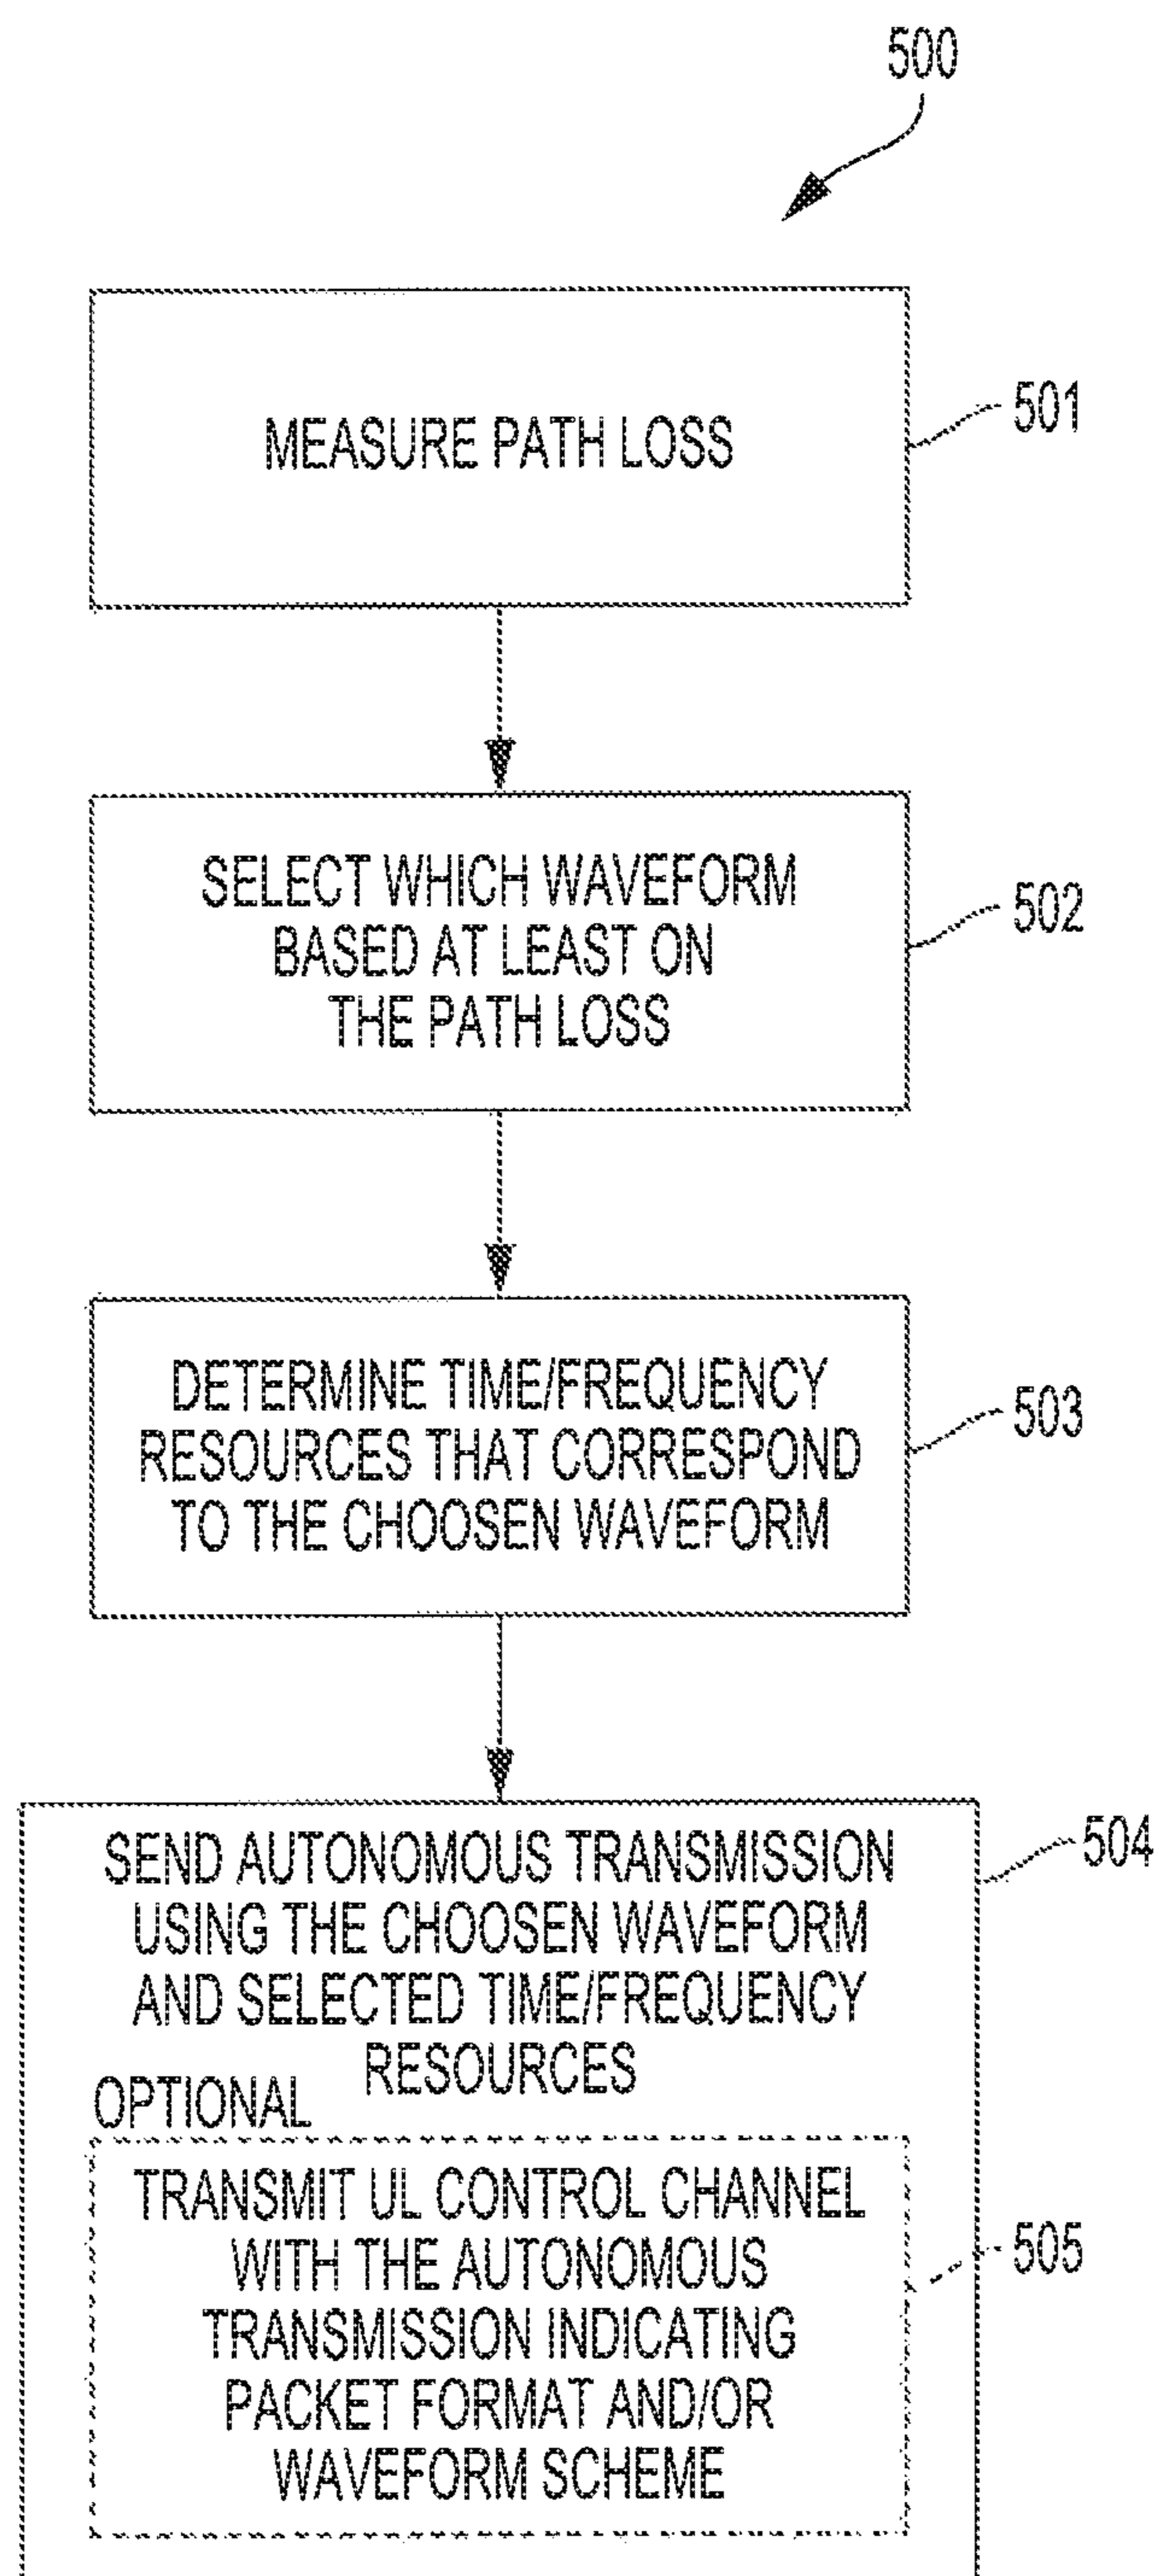 500
MEASURE PATH LOSS
501
SELECT WHICH WAVEFORM
BASED AT LEAST ON
THE PATH LOSS
502
DETERMINE TIME/FREQUENCY
RESOURCES THAT CORRESPOND
TO THE CHOOSEN WAVEFORM
503
SEND AUTONOMOUS TRANSMISSION
USING THE CHOOSEN WAVEFORM
AND SELECTED TIME/FREQUENCY
RESOURCES
504
OPTIONAL
TRANSMIT UL CONTROL CHANNEL
WITH THE AUTONOMOUS
TRANSMISSION INDICATING
PACKET FORMAT AND/OR
WAVEFORM SCHEME
505